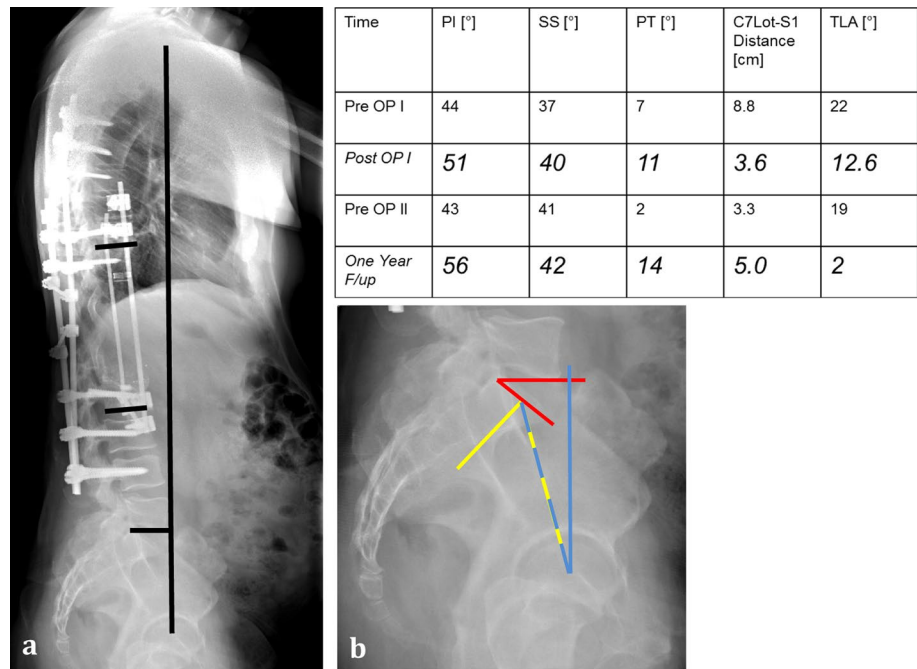 Time PI [°] SS [°] PT [°] C7Lot-S1 Distance [cm] TLA [°]
Pre OP I 44 37 7 8.8 22
Post OP I 51 40 11 3.6 12.6
Pre OP II 43 41 2 3.3 19
One Year F/up 56 42 14 5.0 2
a
b